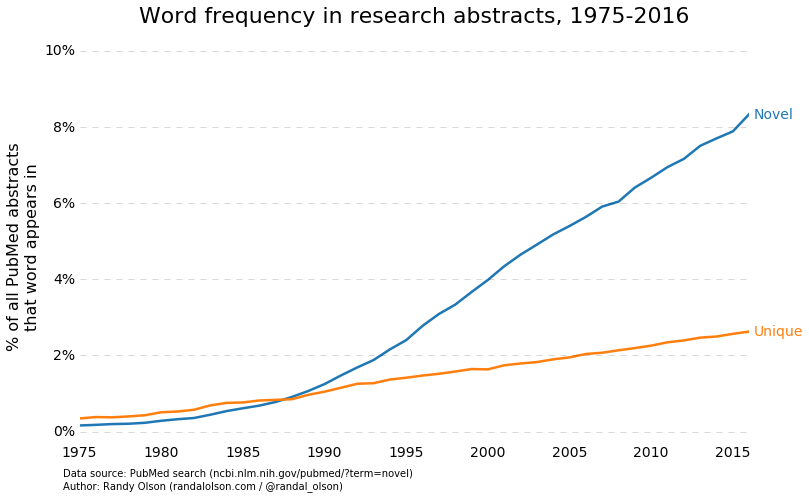 Word frequency in research abstracts, 1975-2016
% of all PubMed abstracts
that word appears in
10%
8%
6%
4%
2%
0%
Novel
Unique
1975 1980 1985 1990 1995 2000 2005 2010 2015
Data source: PubMed search (ncbi.nlm.nih.gov/pubmed/?term=novel)
Author: Randy Olson (randalolson.com / @randal_olson)